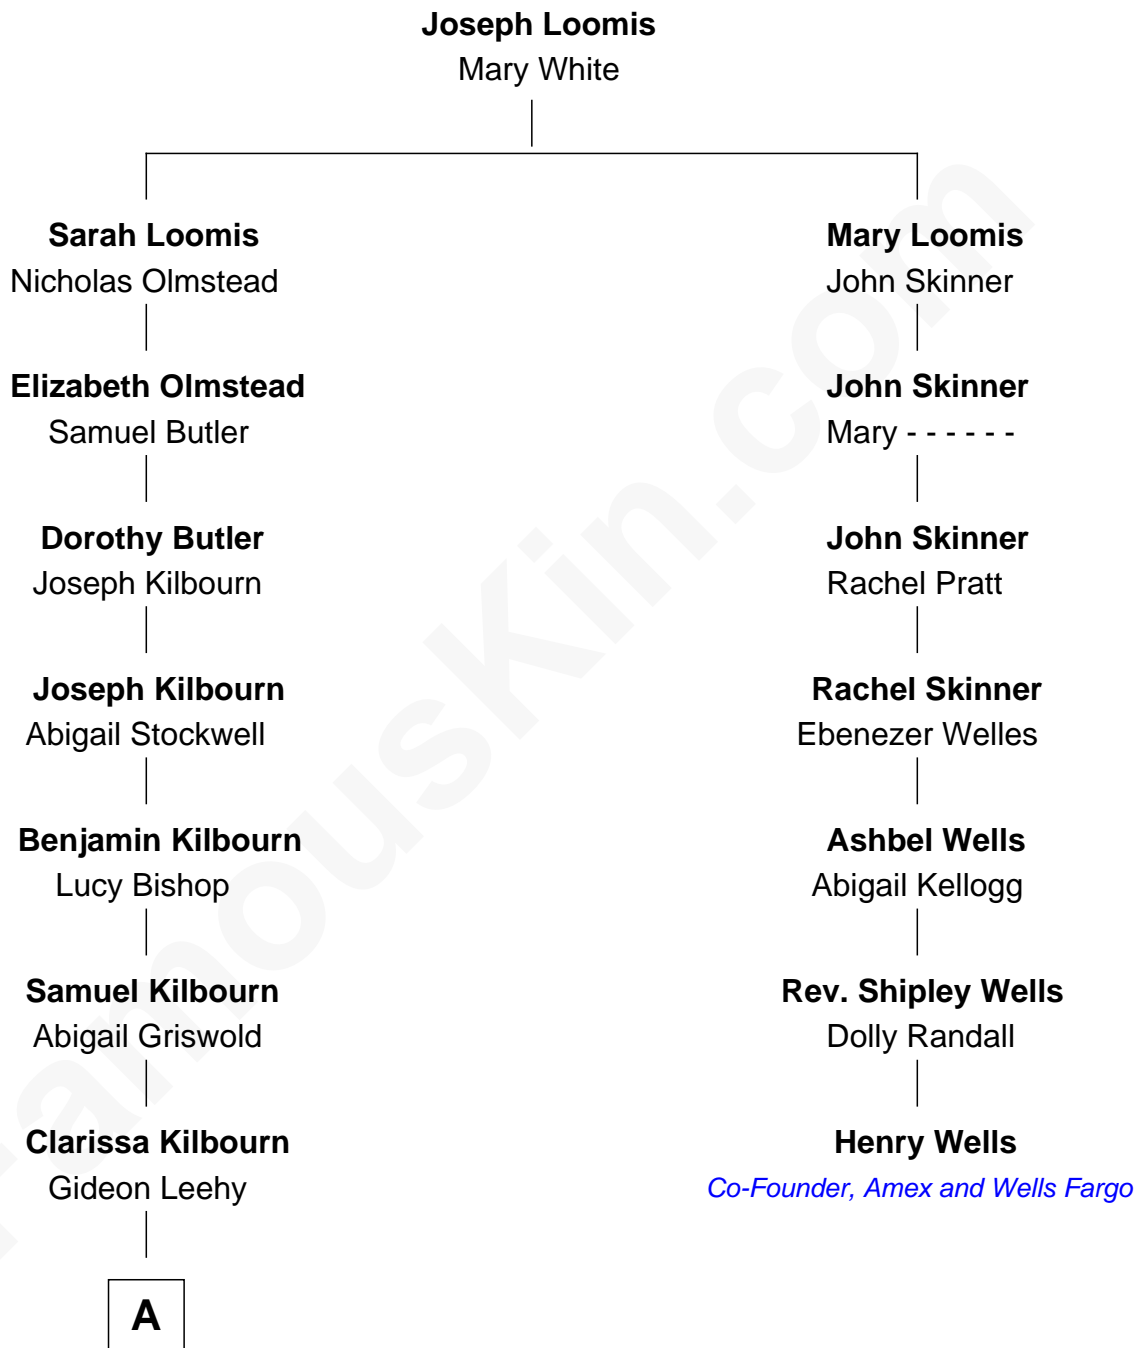 Joseph Loomis
Mary White
Sarah Loomis
Nicholas Olmstead
Mary Loomis
John Skinner
Elizabeth Olmstead
Samuel Butler
John Skinner
Mary - - - - - -
Dorothy Butler
Joseph Kilbourn
John Skinner
Rachel Pratt
Joseph Kilbourn
Abigail Stockwell
Rachel Skinner
Ebenezer Welles
Benjamin Kilbourn
Lucy Bishop
Ashbel Wells
Abigail Kellogg
Samuel Kilbourn
Abigail Griswold
Rev. Shipley Wells
Dolly Randall
Clarissa Kilbourn
Gideon Leehy
Henry Wells
Co-Founder, Amex and Wells Fargo
A
FamousKin.com